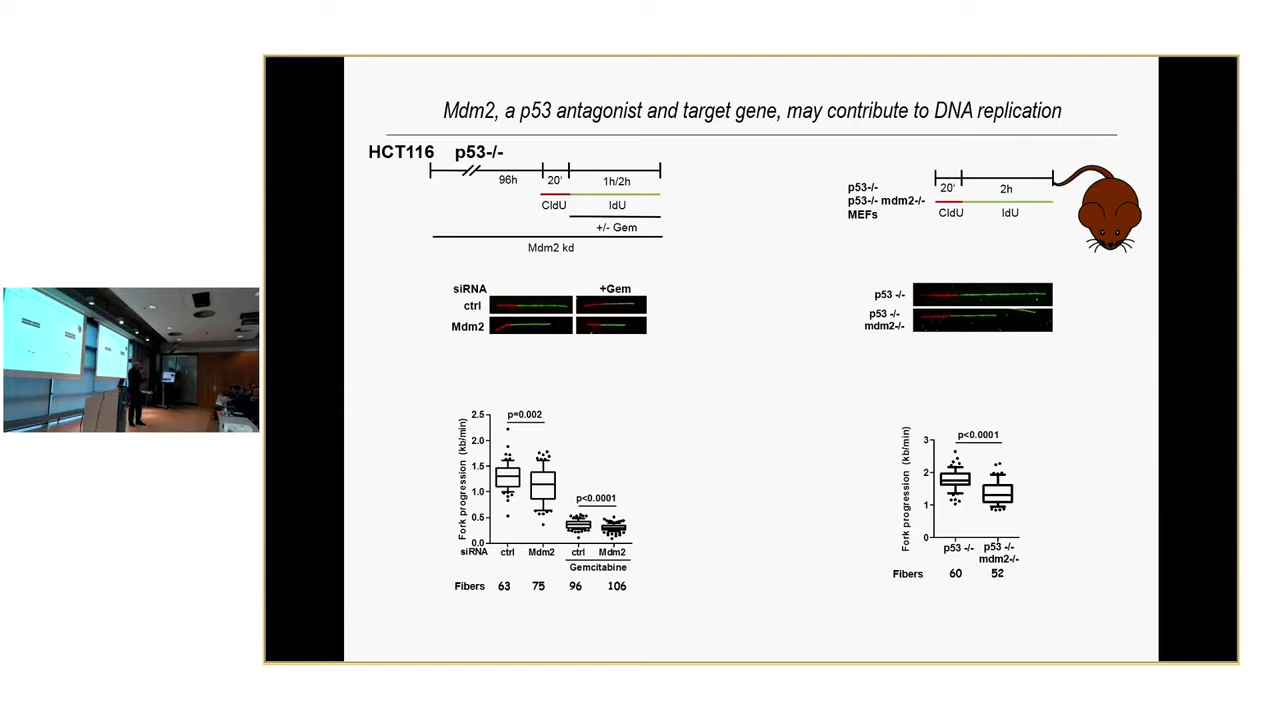 Mdm2, a p53 antagonist and target gene, may contribute to DNA replication
HCT116 p53-/-
96h 20' 1h/2h
CldU IdU
+/- Gem
Mdm2 kd
siRNA +Gem
ctrl
Mdm2
Fork progression (kb/min)
2.5
2.0
1.5
1.0
0.5
0.0
p=0.002
p<0.0001
siRNA ctrl Mdm2 ctrl Mdm2
Gemcitabine
Fibers 63 75 96 106
p53-/-
p53-/- mdm2-/-
MEFs
20' 2h
CldU IdU
p53 -/-
p53 -/-
mdm2-/-
Fork progression (kb/min)
3
2
1
0
p<0.0001
p53 -/- p53 -/-
mdm2-/-
Fibers 60 52